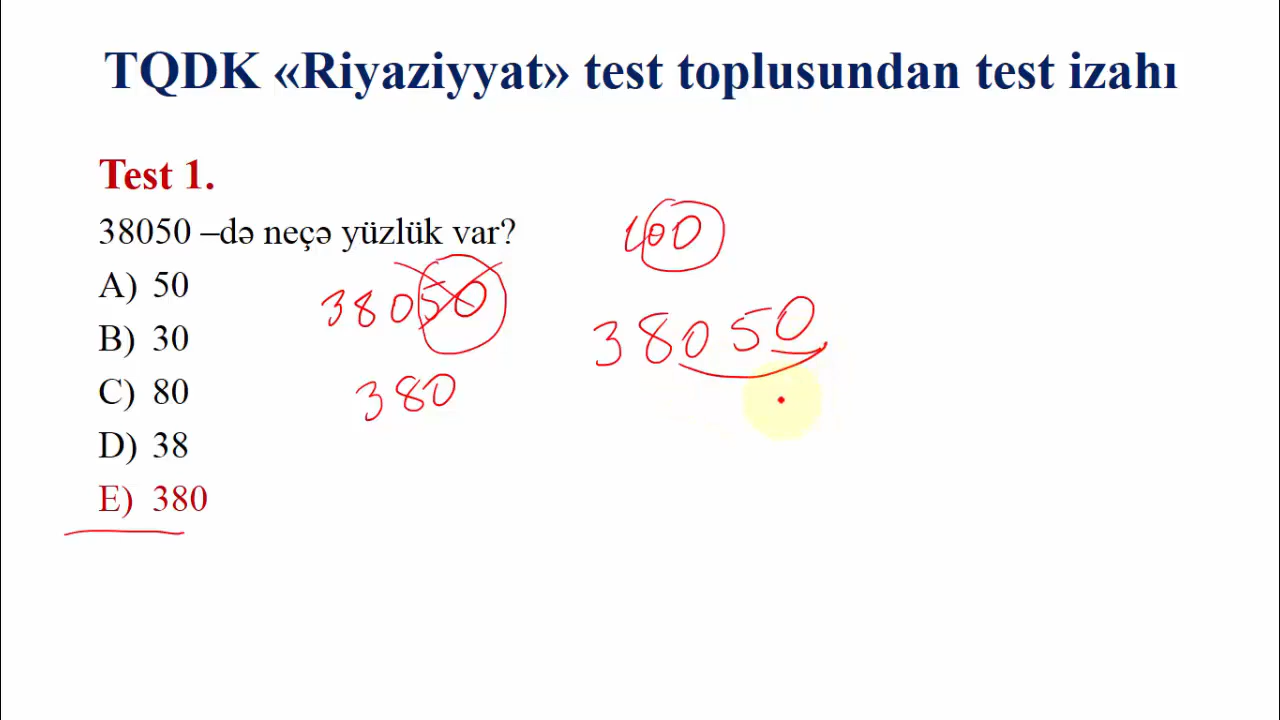 TQDK «Riyaziyyat» test toplusundan test izahı
Test 1.
38050 –də neçə yüzlük var?
100
A) 50
38050
38050
B) 30
C) 80
380
D) 38
E) 380